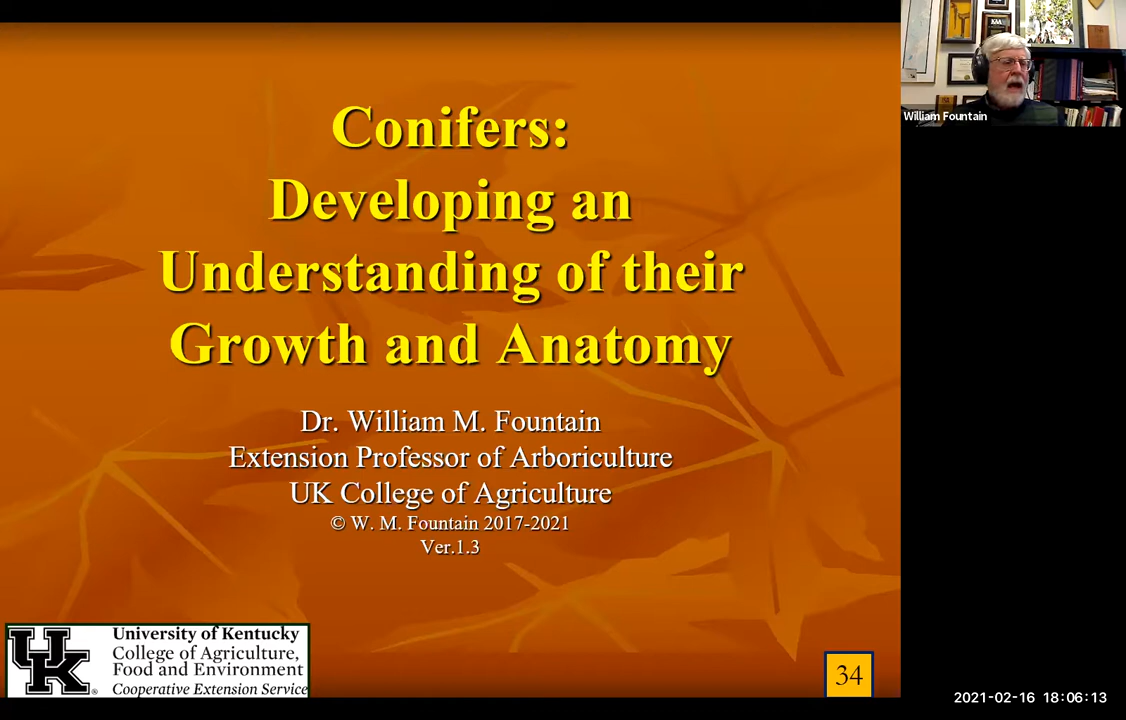 Conifers:
Developing an
Understanding of their
Growth and Anatomy
Dr. William M. Fountain
Extension Professor of Arboriculture
UK College of Agriculture
© W. M. Fountain 2017-2021
Ver.1.3
UK®
University of Kentucky
College of Agriculture,
Food and Environment
Cooperative Extension Service
34
William Fountain
2021-02-16 18:06:13